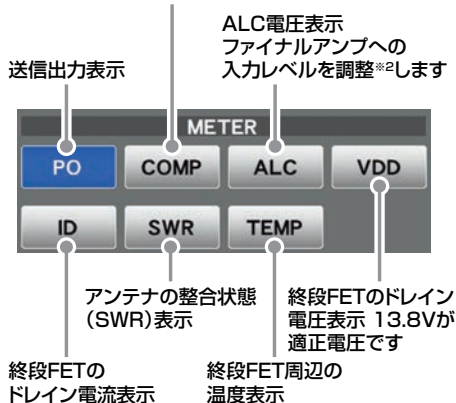 ALC電圧表示
ファイナルアンプへの
入力レベルを調整※2します
送信出力表示
METER
PO
COMP
ALC
VDD
ID
SWR
TEMP
アンテナの整合状態
(SWR)表示
終段FETのドレイン
電圧表示 13.8Vが
適正電圧です
終段FETの
ドレイン電流表示
終段FET周辺の
温度表示